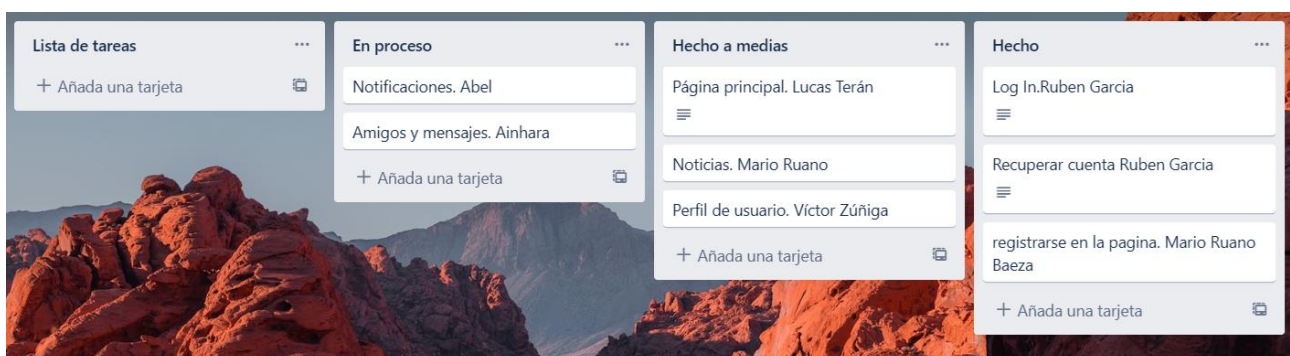 Lista de tareas
+ Añada una tarjeta
En proceso
Notificaciones. Abel
Amigos y mensajes. Ainhara
+ Añada una tarjeta
Hecho a medias
Página principal. Lucas Terán
Noticias. Mario Ruano
Perfil de usuario. Víctor Zúñiga
+ Añada una tarjeta
Hecho
Log In.Ruben Garcia
Recuperar cuenta Ruben Garcia
registrarse en la pagina. Mario Ruano
Baeza
+ Añada una tarjeta